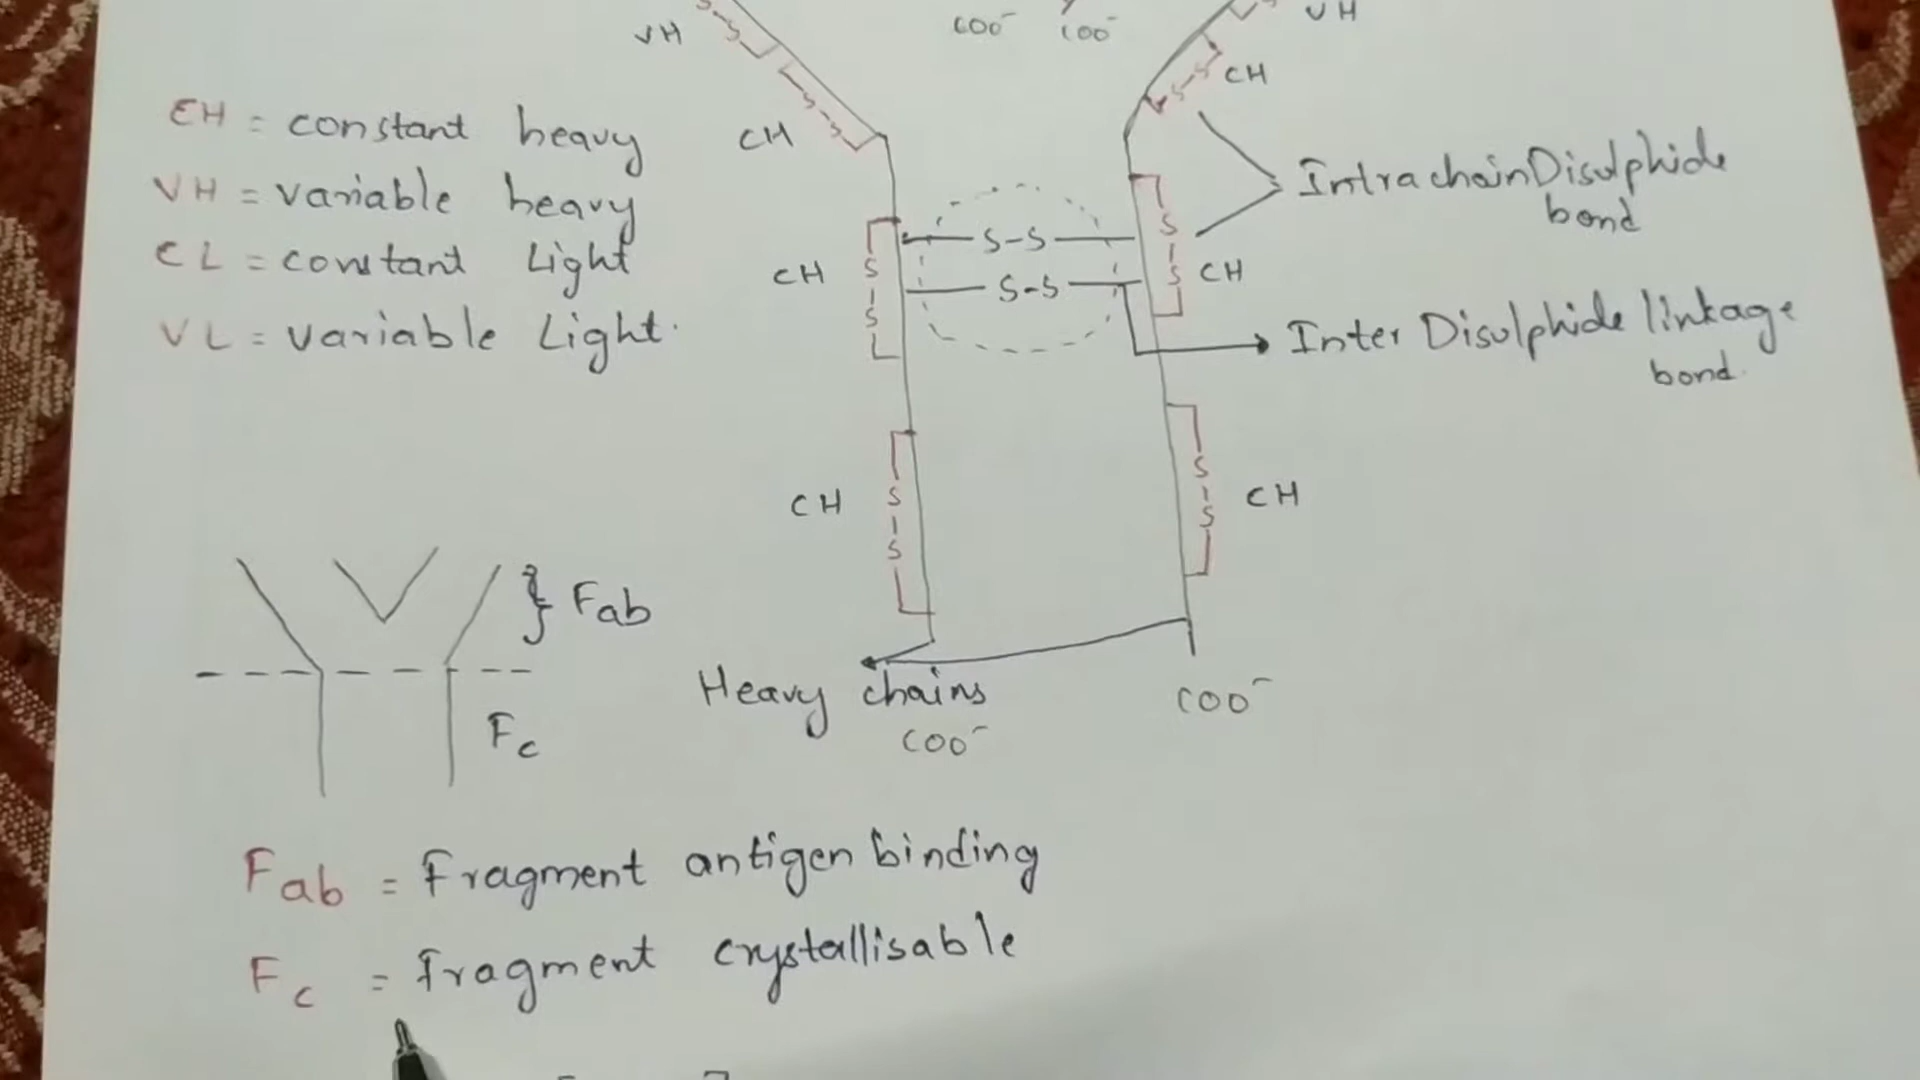 VH
COO⁻
COO⁻
VH
CH = constant heavy
VH = variable heavy
CL = constant Light
VL = variable Light.
S
S
S
CH
CH
S
S
Intrachain Disulphide
bond
S-S
S-S
CH
S
S
S
S
CH
Inter Disulphide linkage
bond.
CH
S
S
S
S
CH
Fab
Fc
Heavy chains
COO⁻
COO⁻
Fab = Fragment antigen binding
Fc = fragment crystallisable